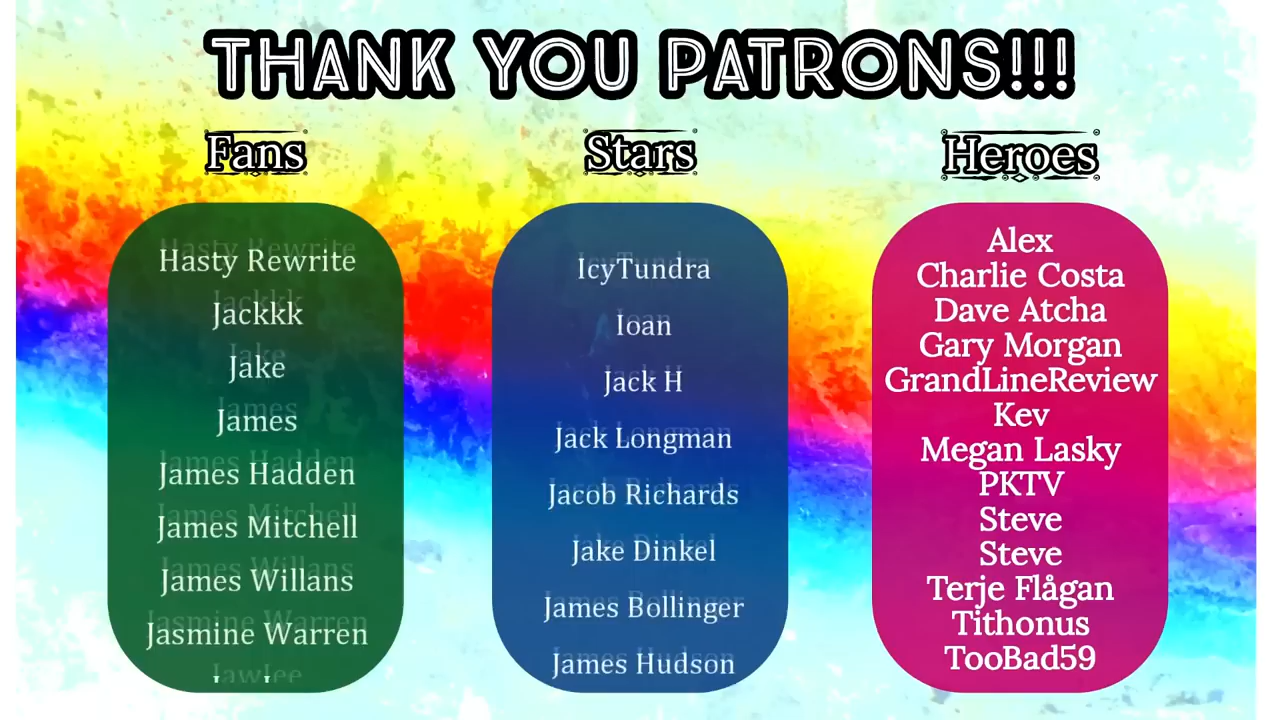 THANK YOU PATRONS!!!
Fans
Hasty Rewrite
Jackkk
Jake
James
James Hadden
James Mitchell
James Willans
Jasmine Warren
Stars
IcyTundra
Ioan
Jack H
Jack Longman
Jacob Richards
Jake Dinkel
James Bollinger
James Hudson
Heroes
Alex
Charlie Costa
Dave Atcha
Gary Morgan
GrandLineReview
Kev
Megan Lasky
PKTV
Steve
Steve
Terje Flågan
Tithonus
TooBad59